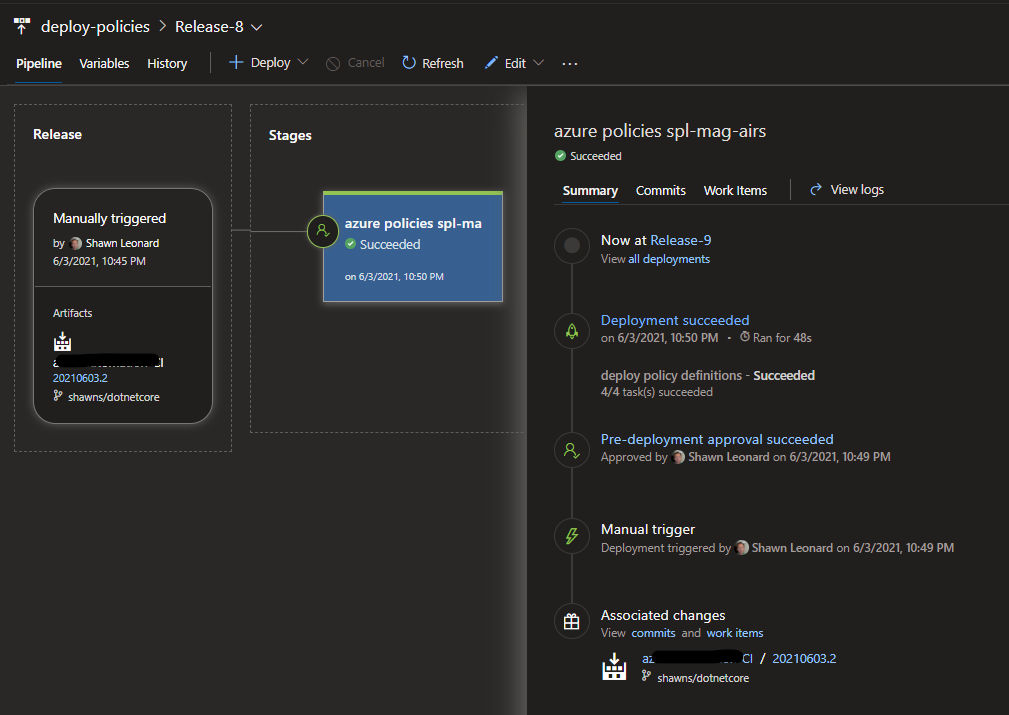 deploy-policies > Release-8
Pipeline Variables History + Deploy Cancel Refresh Edit ...
Release
Manually triggered
by Shawn Leonard
6/3/2021, 10:45 PM
Artifacts
20210603.2
shawns/dotnetcore
Stages
azure policies spl-ma
Succeeded
on 6/3/2021, 10:50 PM
azure policies spl-mag-airs
Succeeded
Summary Commits Work Items View logs
Now at Release-9
View all deployments
Deployment succeeded
on 6/3/2021, 10:50 PM · Ran for 48s
deploy policy definitions - Succeeded
4/4 task(s) succeeded
Pre-deployment approval succeeded
Approved by Shawn Leonard on 6/3/2021, 10:49 PM
Manual trigger
Deployment triggered by Shawn Leonard on 6/3/2021, 10:49 PM
Associated changes
View commits and work items
CI / 20210603.2
shawns/dotnetcore